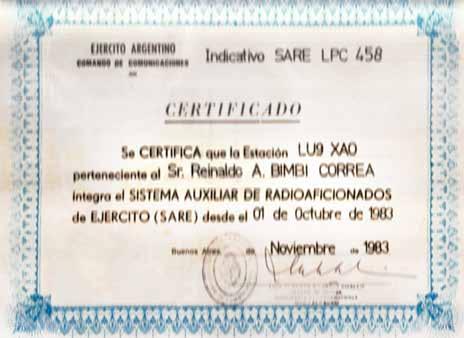 EJERCITO ARGENTINO
COMANDO DE COMUNICACIONES
Indicativo SARE LPC 458
CERTIFICADO
Se CERTIFICA que la Estación LU9 XAO
perteneciente al Sr. Reinaldo A. BIMBI CORREA
integra el SISTEMA AUXILIAR DE RADIOAFICIONADOS
de EJERCITO (SARE) desde el 01 de Octubre de 1983
Buenos Aires, de Noviembre de 1983